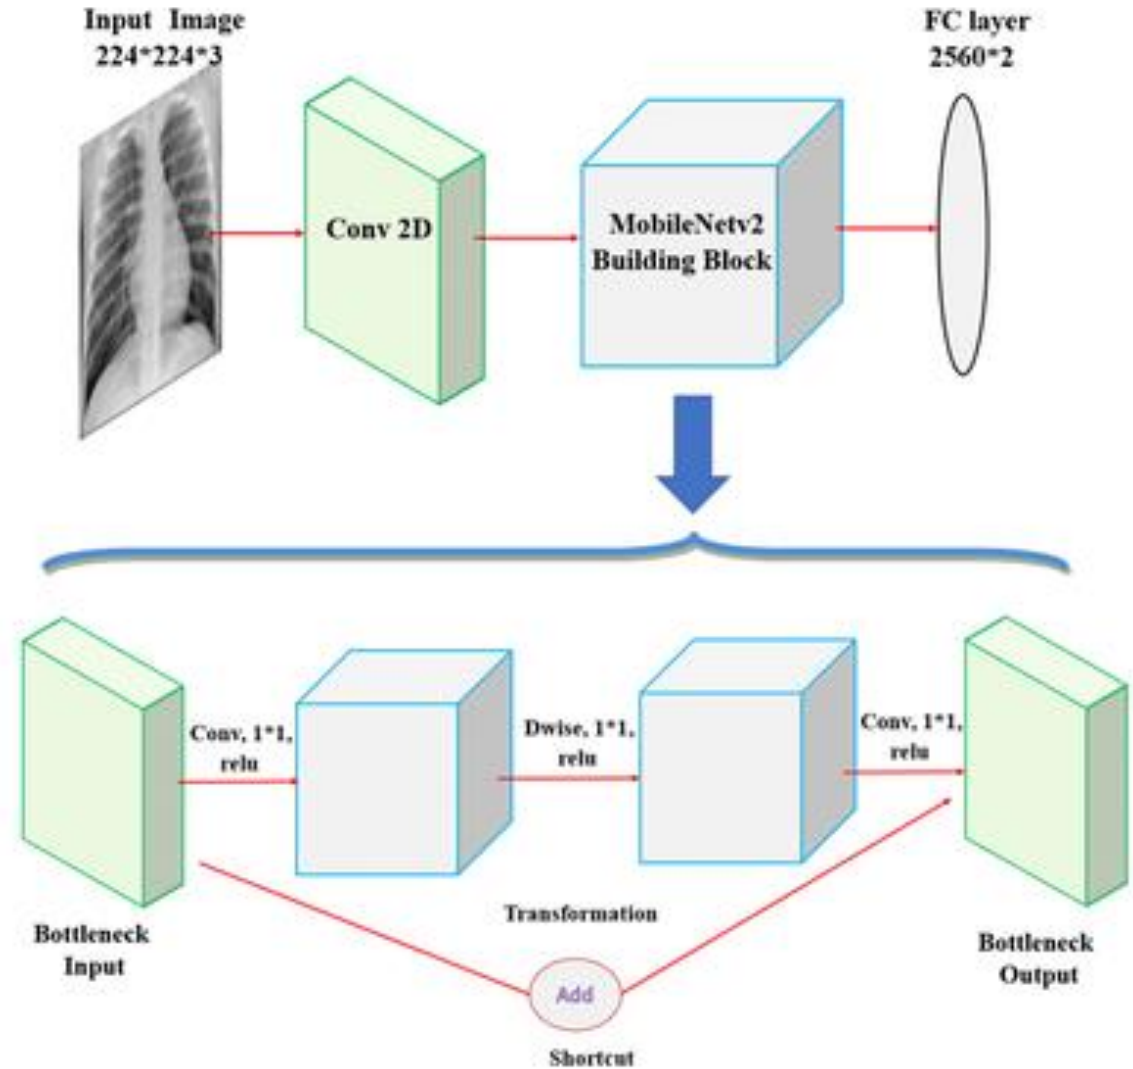 Input Image
224*224*3
FC layer
2560*2
Conv 2D
MobileNetv2
Building Block
Conv, 1*1,
relu
Dwise, 1*1,
relu
Conv, 1*1,
relu
Transformation
Bottleneck
Input
Bottleneck
Output
Add
Shortcut